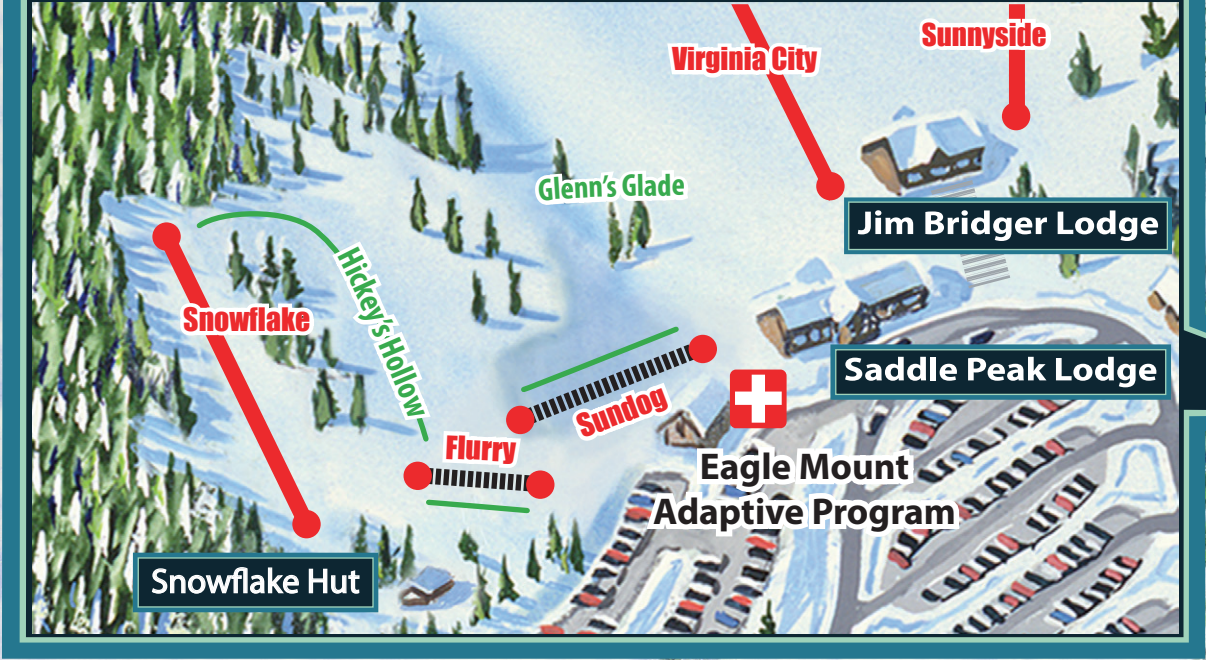 Sunnyside
Virginia City
Glenn's Glade
Jim Bridger Lodge
Hickey's Hollow
Snowflake
Saddle Peak Lodge
Sundog
Flurry
Eagle Mount
Adaptive Program
Snowflake Hut